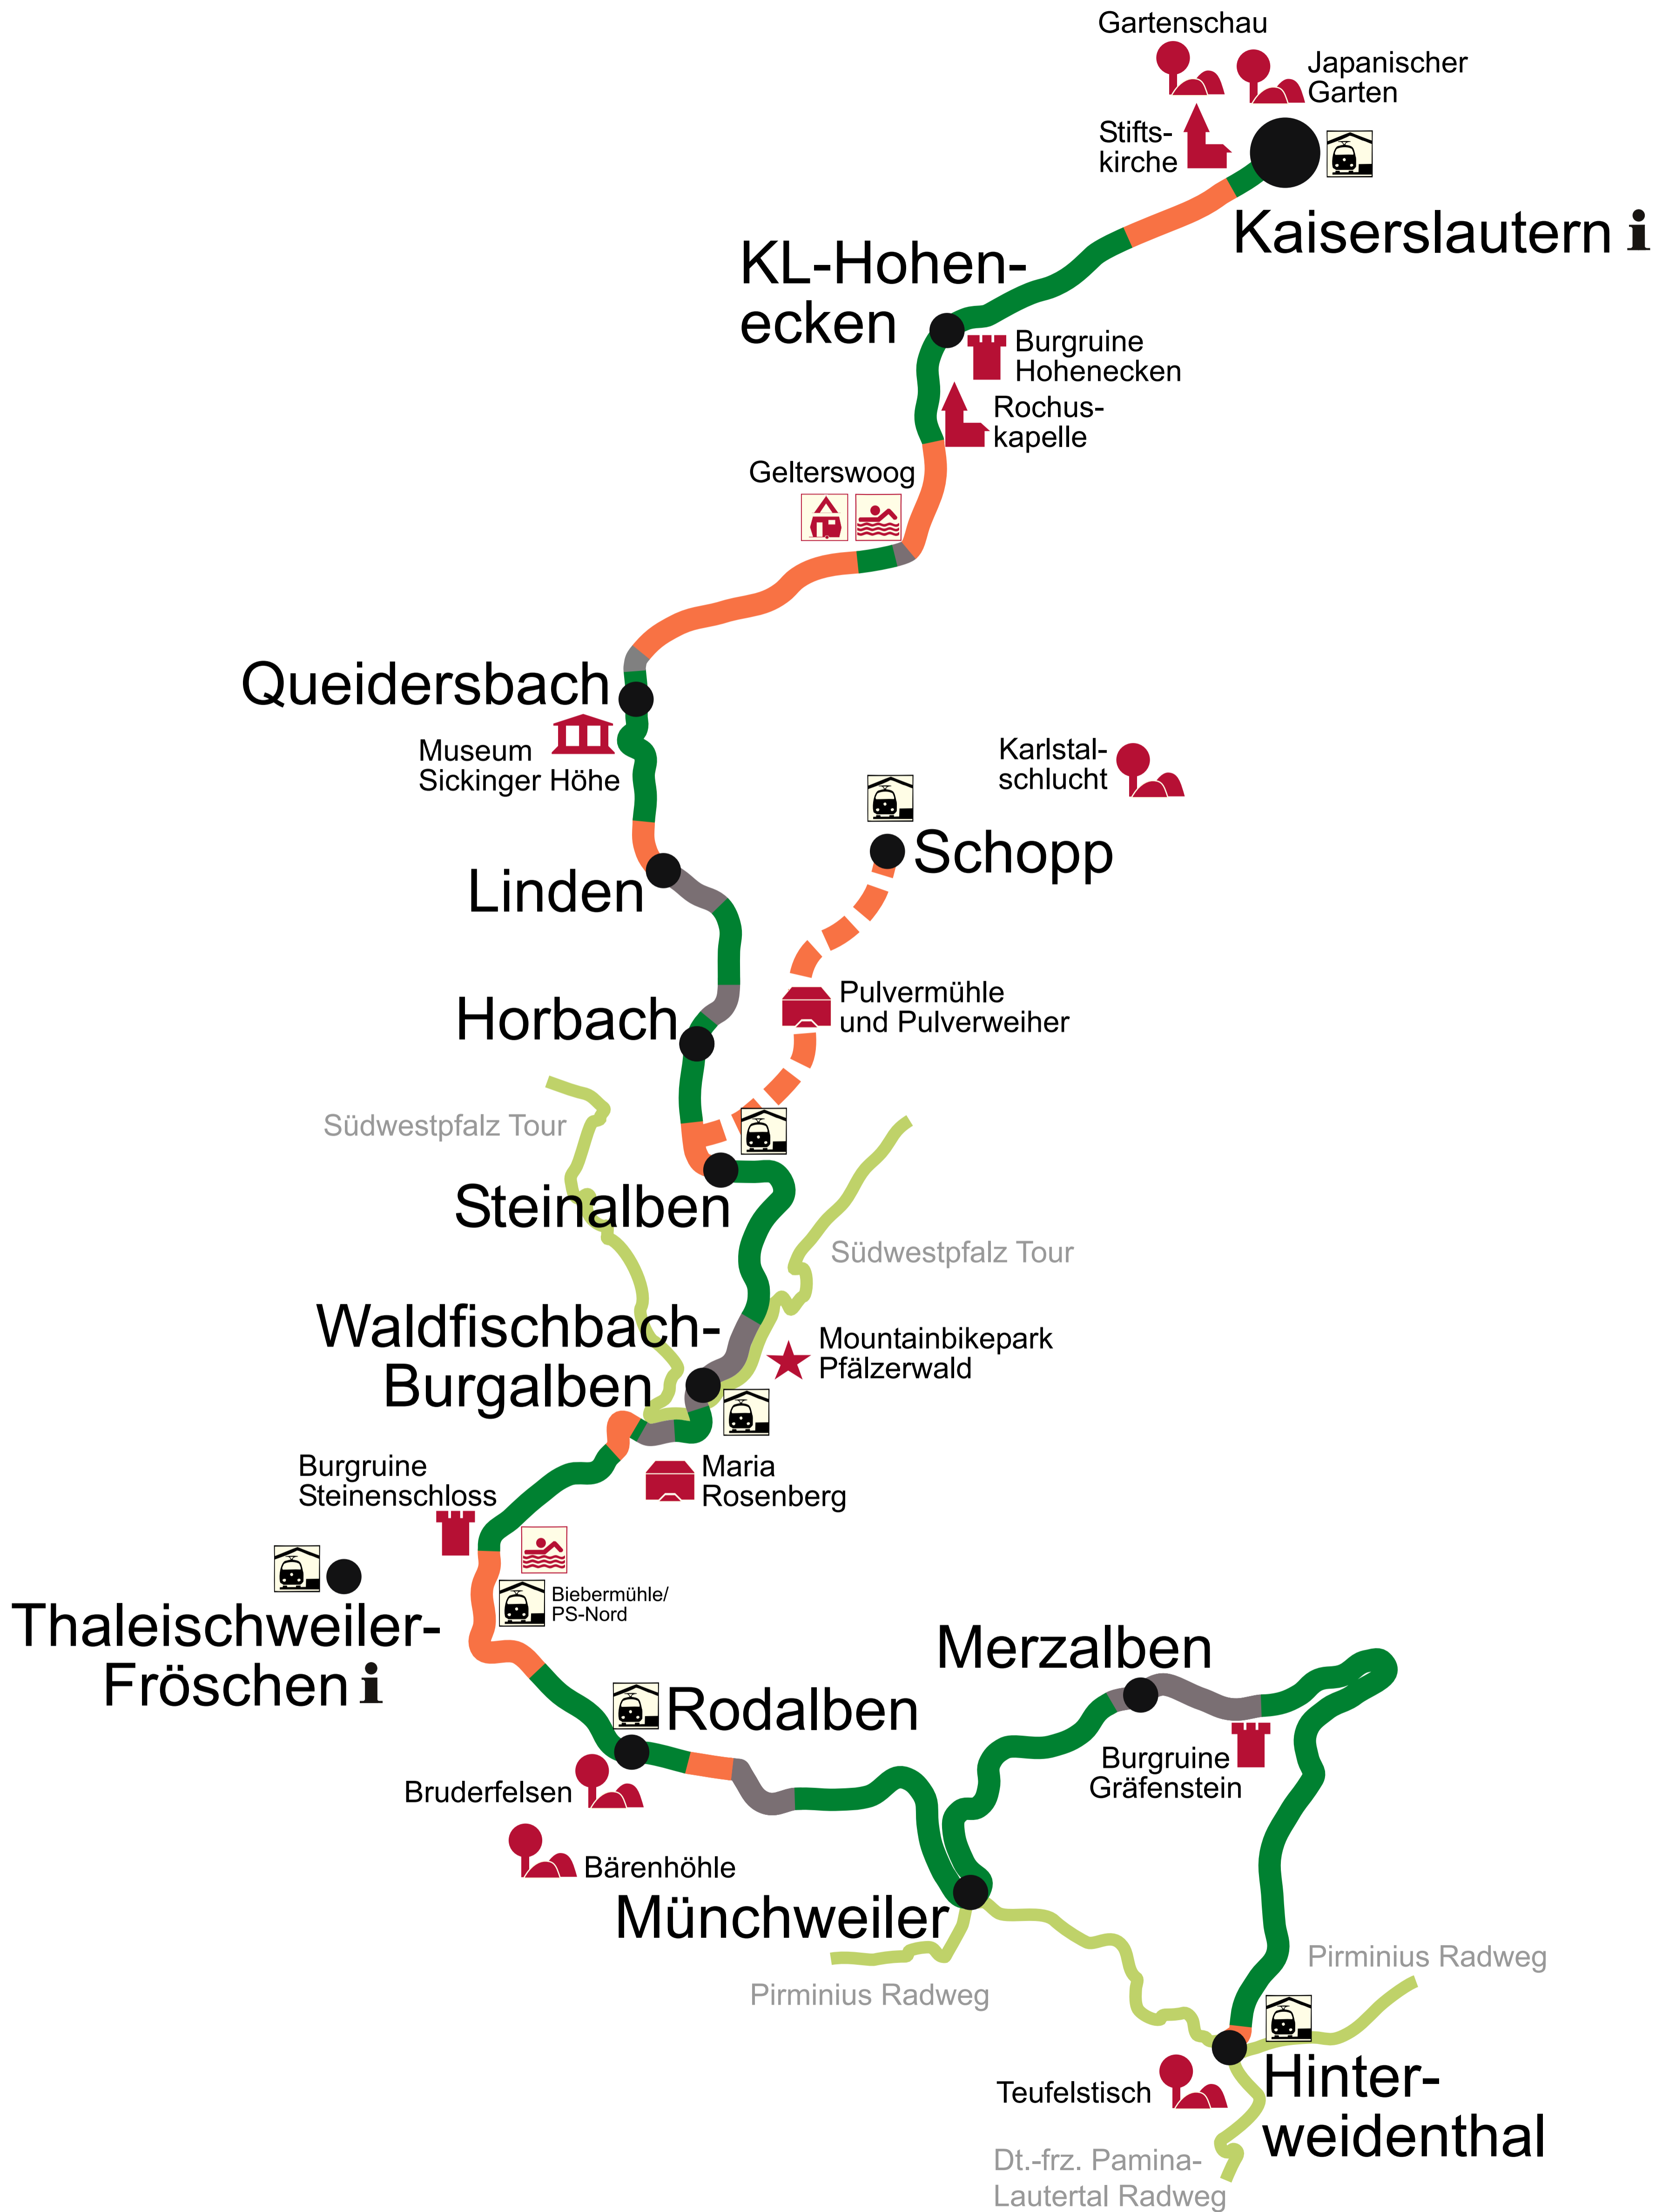 Gartenschau
Japanischer
Garten
Stifts-
kirche
Kaiserslautern i
KL-Hohen-
ecken
Burgruine
Hohenecken
Rochus-
kapelle
Gelterswoog
Queidersbach
Museum
Sickinger Höhe
Karlstal-
schlucht
Schopp
Linden
Pulvermühle
und Pulverweiher
Horbach
Südwestpfalz Tour
Steinalben
Südwestpfalz Tour
Waldfischbach-
Burgalben
Mountainbikepark
Pfälzerwald
Burgruine
Steinenschloss
Maria
Rosenberg
Biebermühle/
PS-Nord
Thaleischweiler-
Fröschen i
Merzalben
Rodalben
Burgruine
Gräfenstein
Bruderfelsen
Bärenhöhle
Münchweiler
Pirminius Radweg
Pirminius Radweg
Teufelstisch
Hinter-
weidenthal
Dt.-frz. Pamina-
Lautertal Radweg